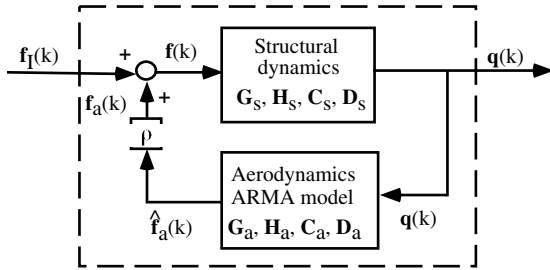 f_I(k)
+
f(k)
Structural
dynamics
G_s, H_s, C_s, D_s
q(k)
f_a(k)
+
ρ
Aerodynamics
ARMA model
G_a, H_a, C_a, D_a
f̂_a(k)
q(k)